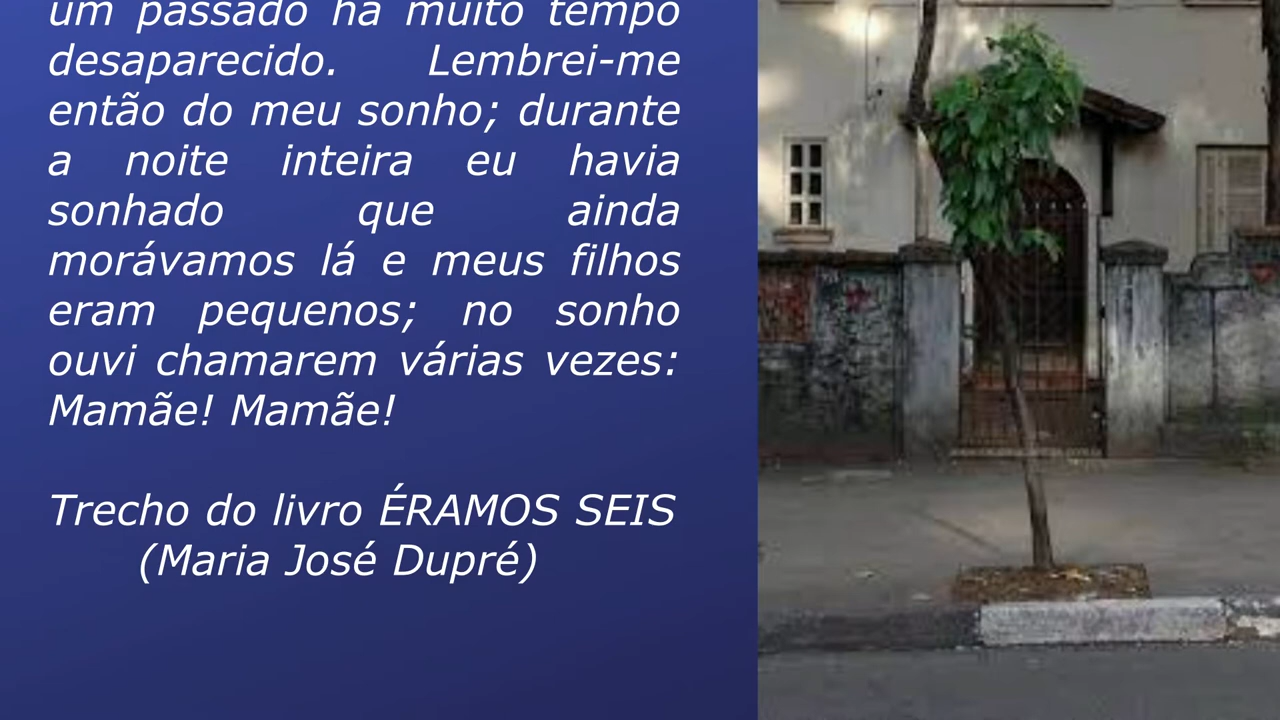 um passado há muito tempo
desaparecido. Lembrei-me
então do meu sonho; durante
a noite inteira eu havia
sonhado que ainda
morávamos lá e meus filhos
eram pequenos; no sonho
ouvi chamarem várias vezes:
Mamãe! Mamãe!
Trecho do livro ÉRAMOS SEIS
(Maria José Dupré)